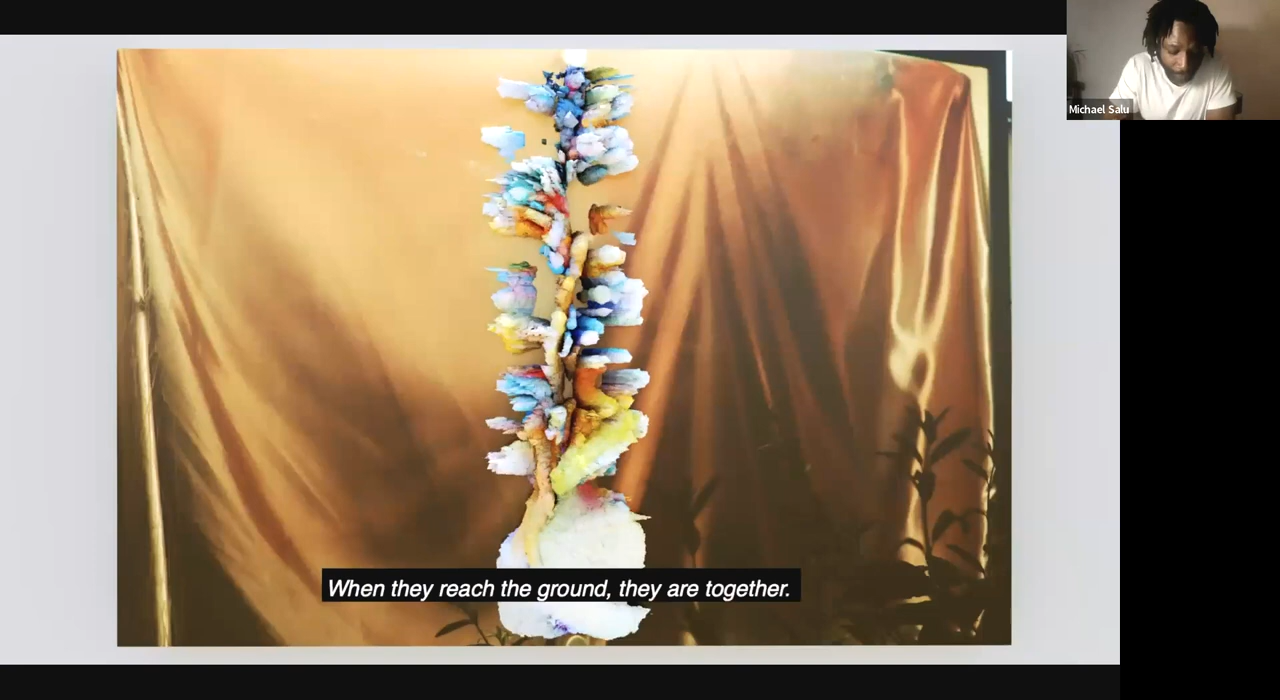 Michael Salu
When they reach the ground, they are together.